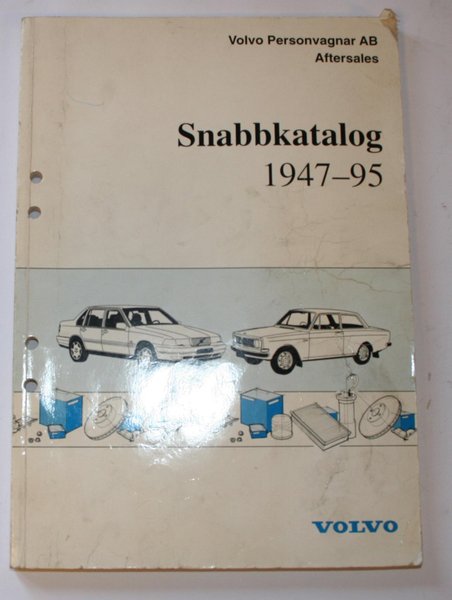 Volvo Personvagnar AB
Aftersales
Snabbkatalog
1947–95
VOLVO